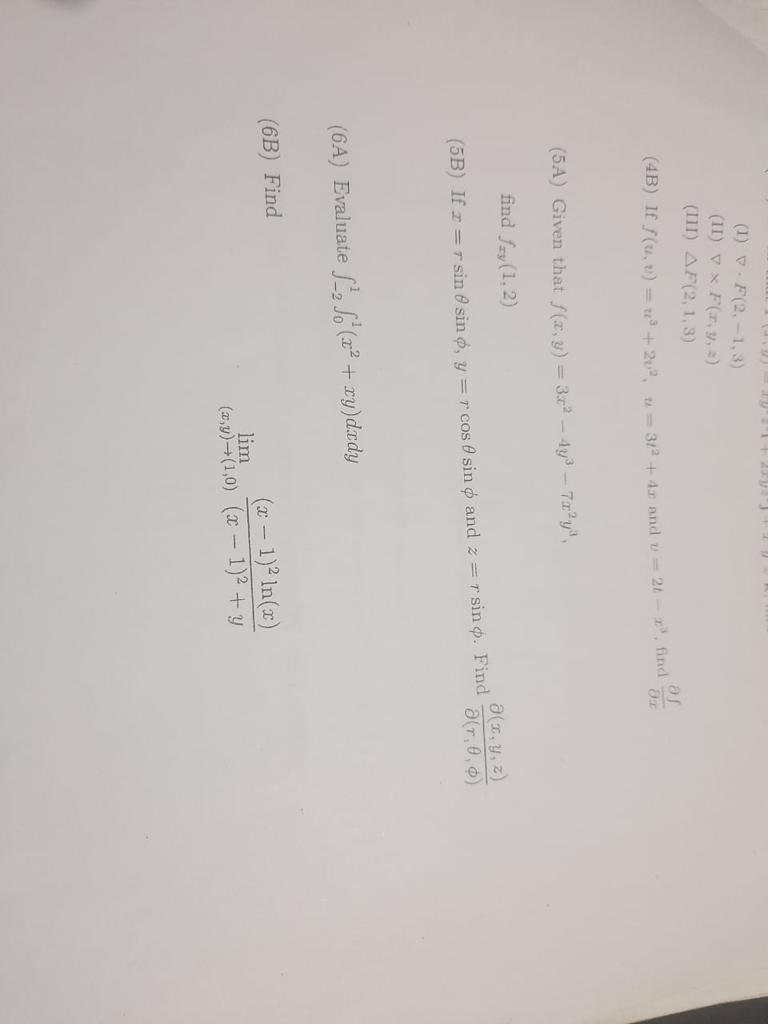 (I) ∇ · F(2, −1, 3)
(II) ∇ × F(x, y, z)
(III) △F(2, 1, 3)
(4B) If f(u, v) = u³ + 2v², u = 3t² + 4x and v = 2t − x³, find ∂f/∂x
(5A) Given that f(x, y) = 3x² − 4y³ − 7x²y³,
find f_xy(1, 2)
(5B) If x = r sin θ sin ϕ, y = r cos θ sin ϕ and z = r sin ϕ. Find ∂(x, y, z)/∂(r, θ, ϕ)
(6A) Evaluate ∫_{-2}^{1} ∫_{0}^{1} (x² + xy)dxdy
(6B) Find
lim_{(x,y)→(1,0)} (x − 1)² ln(x)/((x − 1)² + y)